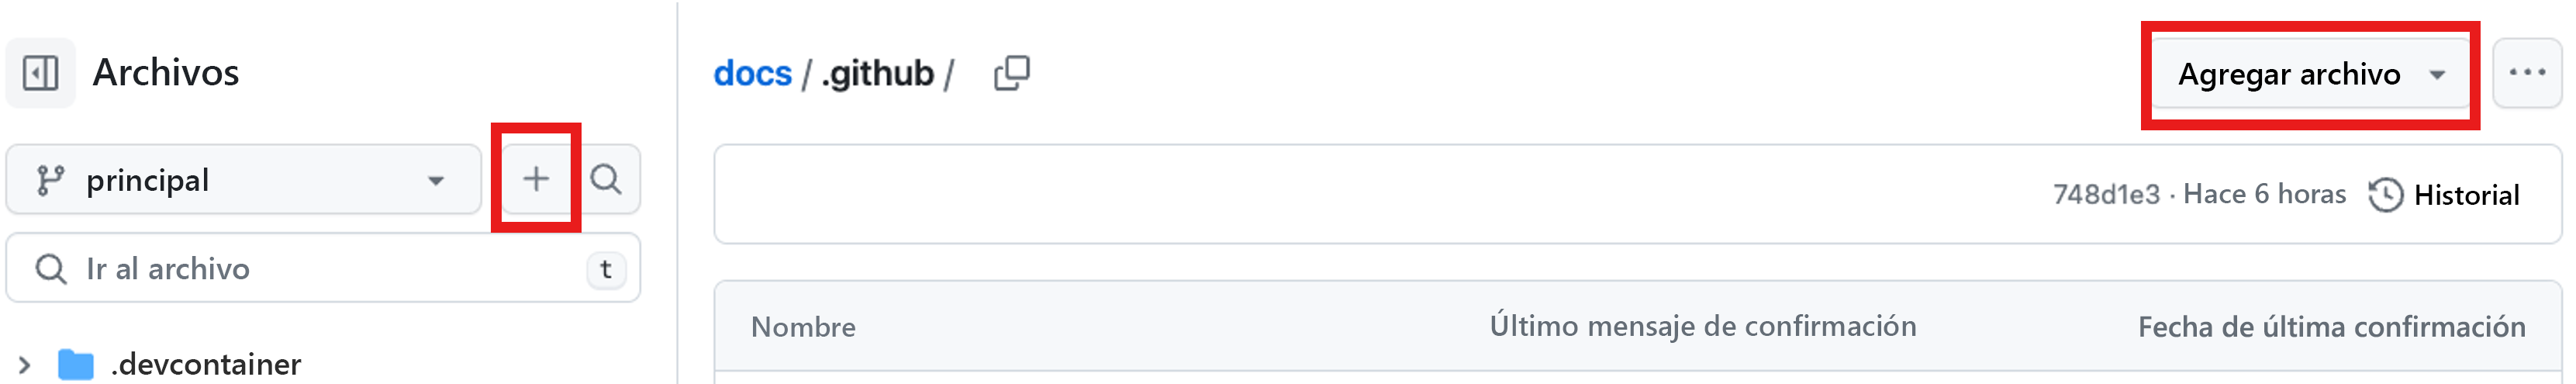 Archivos
principal
Ir al archivo t
.devcontainer
docs / .github /
Agregar archivo
748d1e3 · Hace 6 horas Historial
Nombre Último mensaje de confirmación Fecha de última confirmación